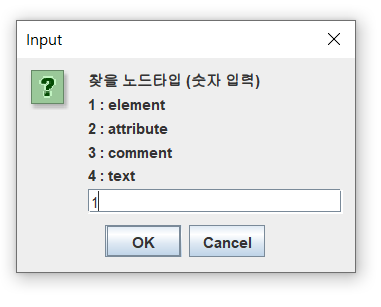 Input
?
찾을 노드타입 (숫자 입력)
1 : element
2 : attribute
3 : comment
4 : text
1
OK
Cancel